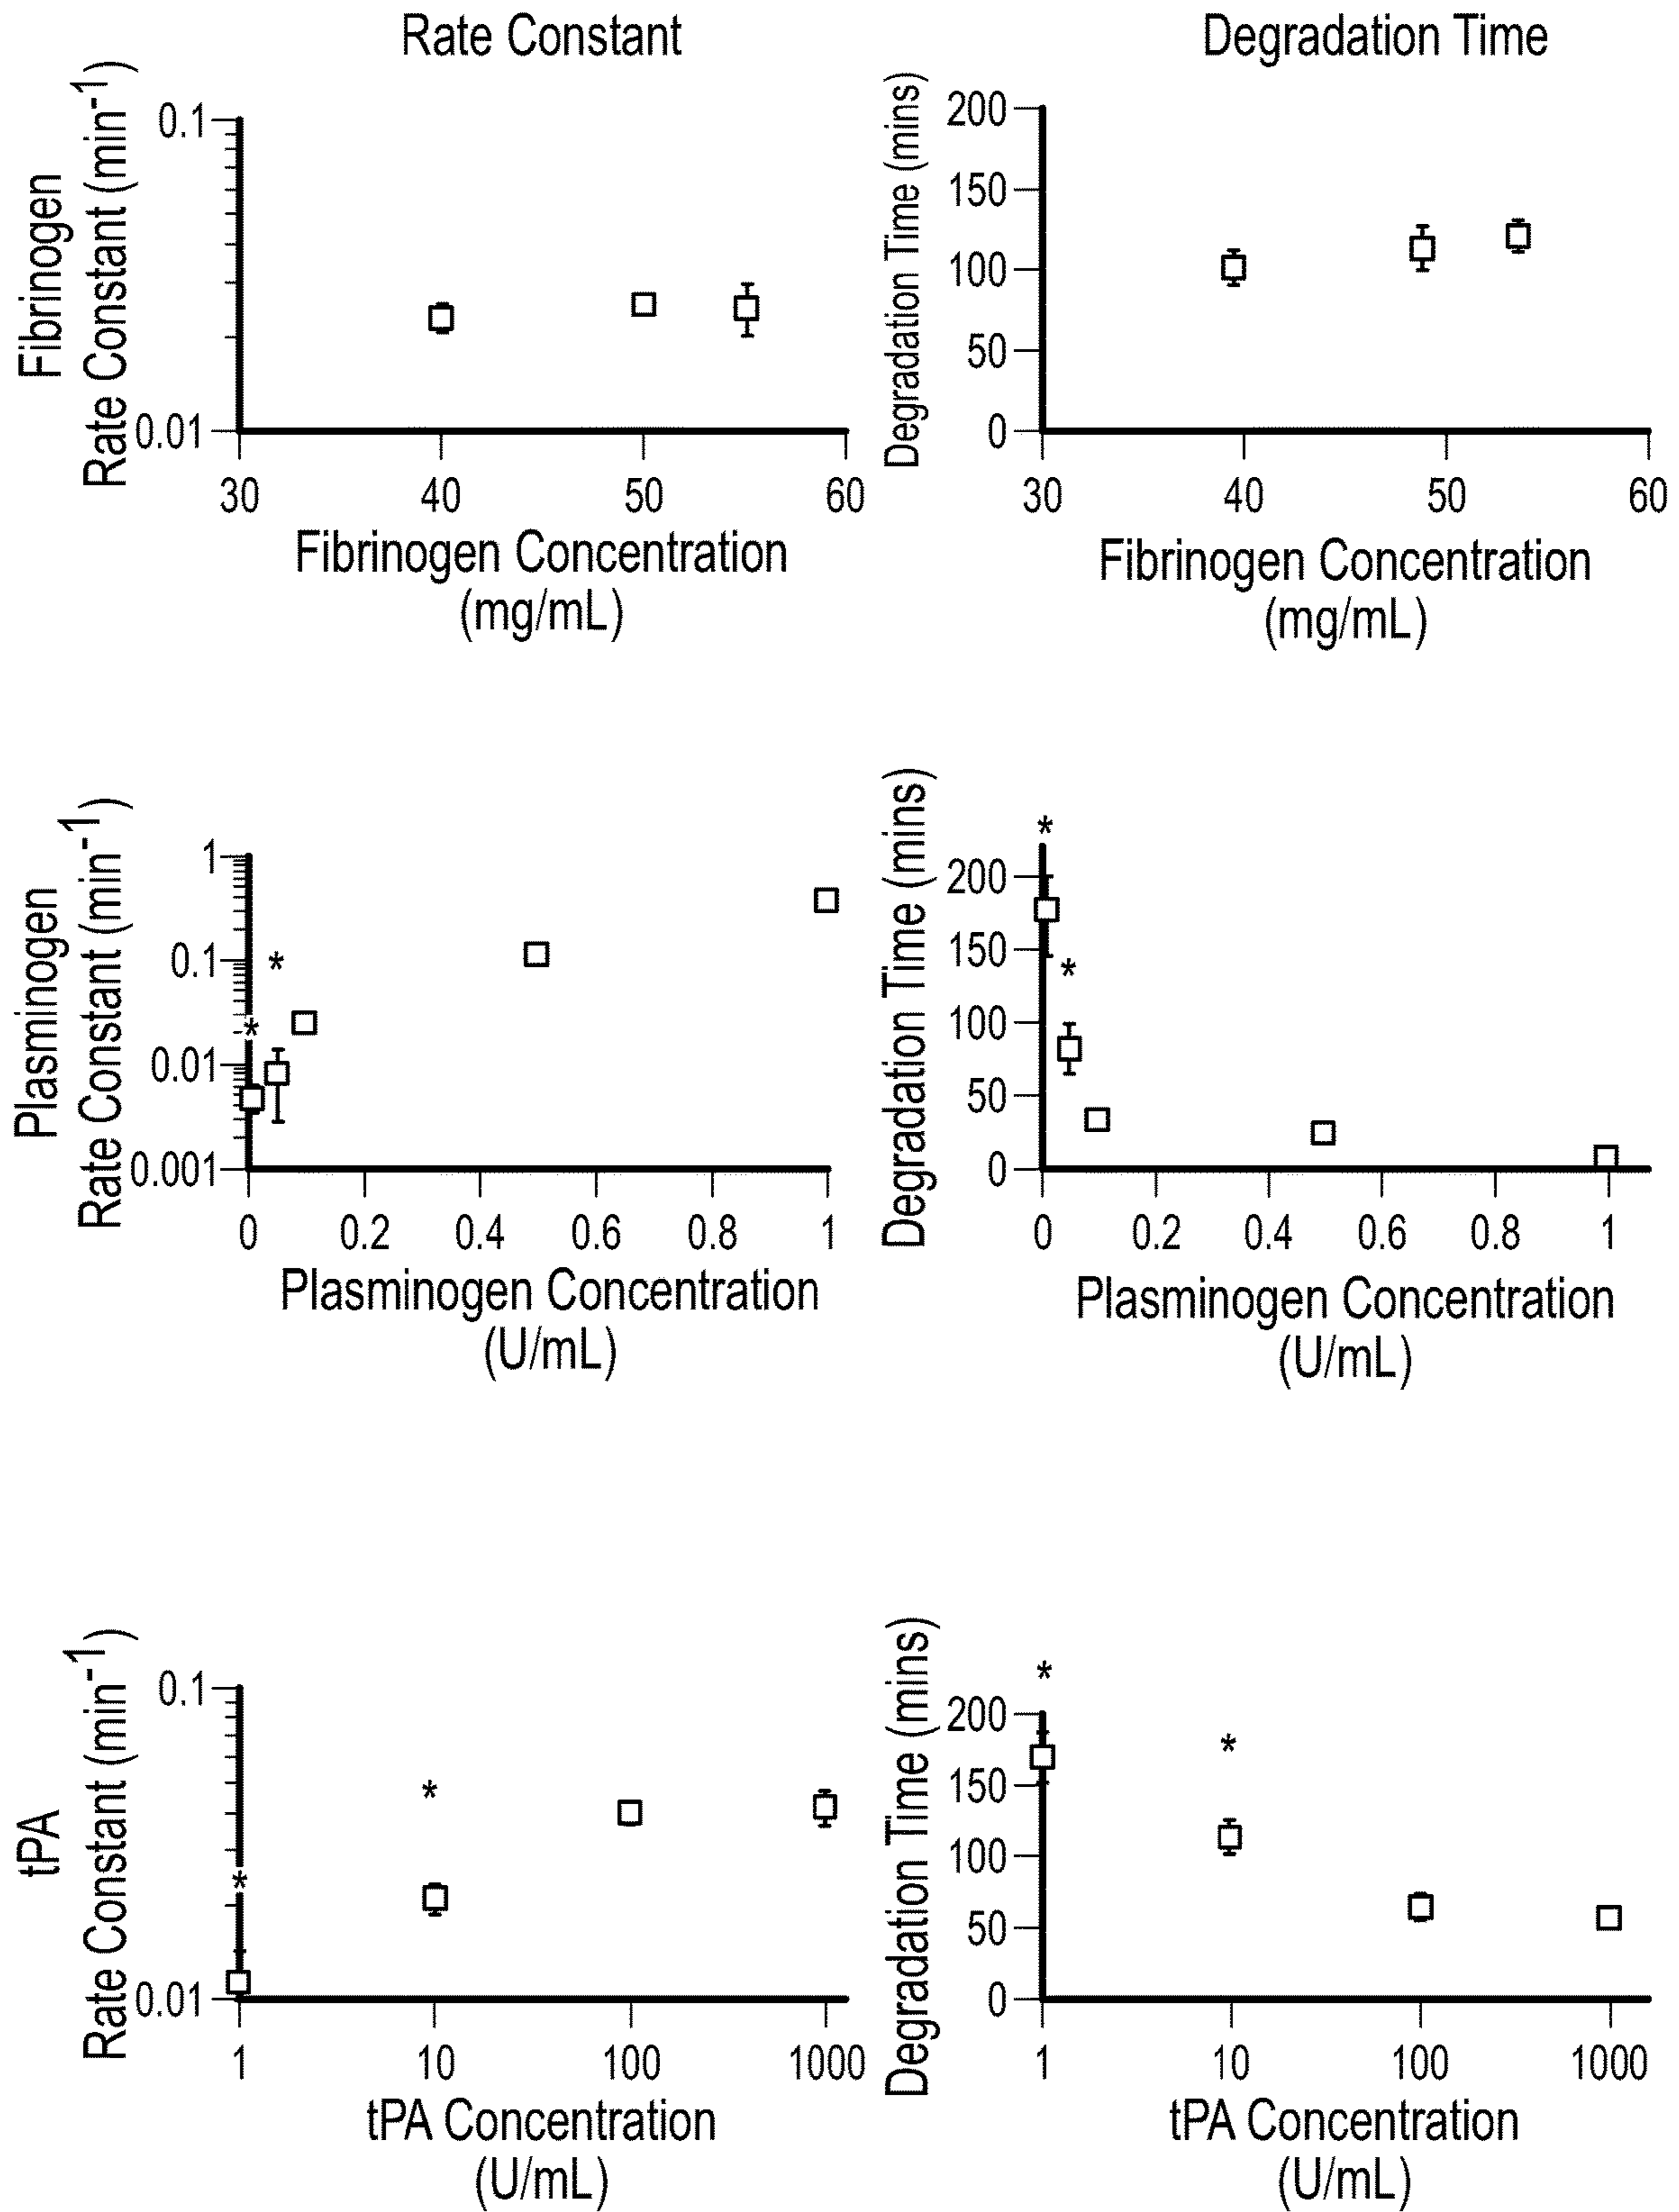 Rate Constant
Degradation Time
Fibrinogen
Rate Constant (min-1)
0.1
0.01
30 40 50 60
Fibrinogen Concentration
(mg/mL)
Degradation Time (mins)
200
150
100
50
0
30 40 50 60
Fibrinogen Concentration
(mg/mL)
Plasminogen
Rate Constant (min-1)
1
0.1
0.01
0.001
*
*
0 0.2 0.4 0.6 0.8 1
Plasminogen Concentration
(U/mL)
Degradation Time (mins)
200
150
100
50
0
*
*
0 0.2 0.4 0.6 0.8 1
Plasminogen Concentration
(U/mL)
tPA
Rate Constant (min-1)
0.1
0.01
*
*
1 10 100 1000
tPA Concentration
(U/mL)
Degradation Time (mins)
200
150
100
50
0
*
*
1 10 100 1000
tPA Concentration
(U/mL)